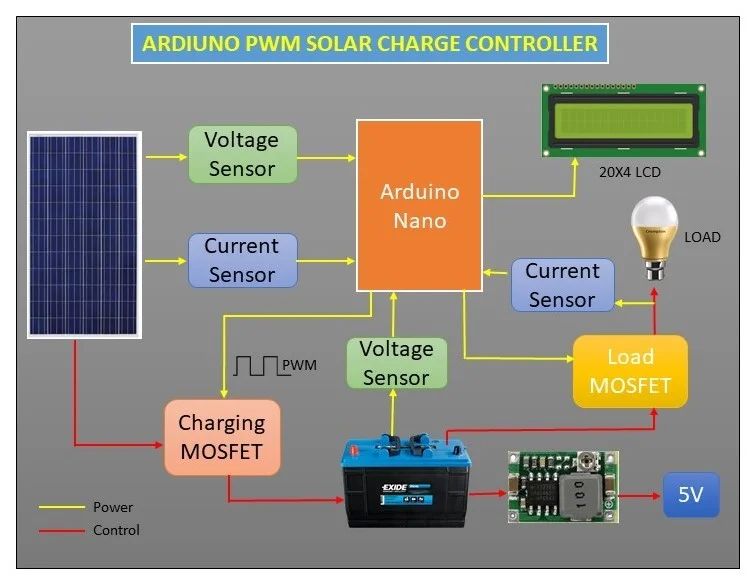 ARDIUNO PWM SOLAR CHARGE CONTROLLER
Voltage
Sensor
Arduino
Nano
20X4 LCD
Current
Sensor
LOAD
Current
Sensor
PWM
Voltage
Sensor
Load
MOSFET
Charging
MOSFET
EXIDE
100
5V
Power
Control